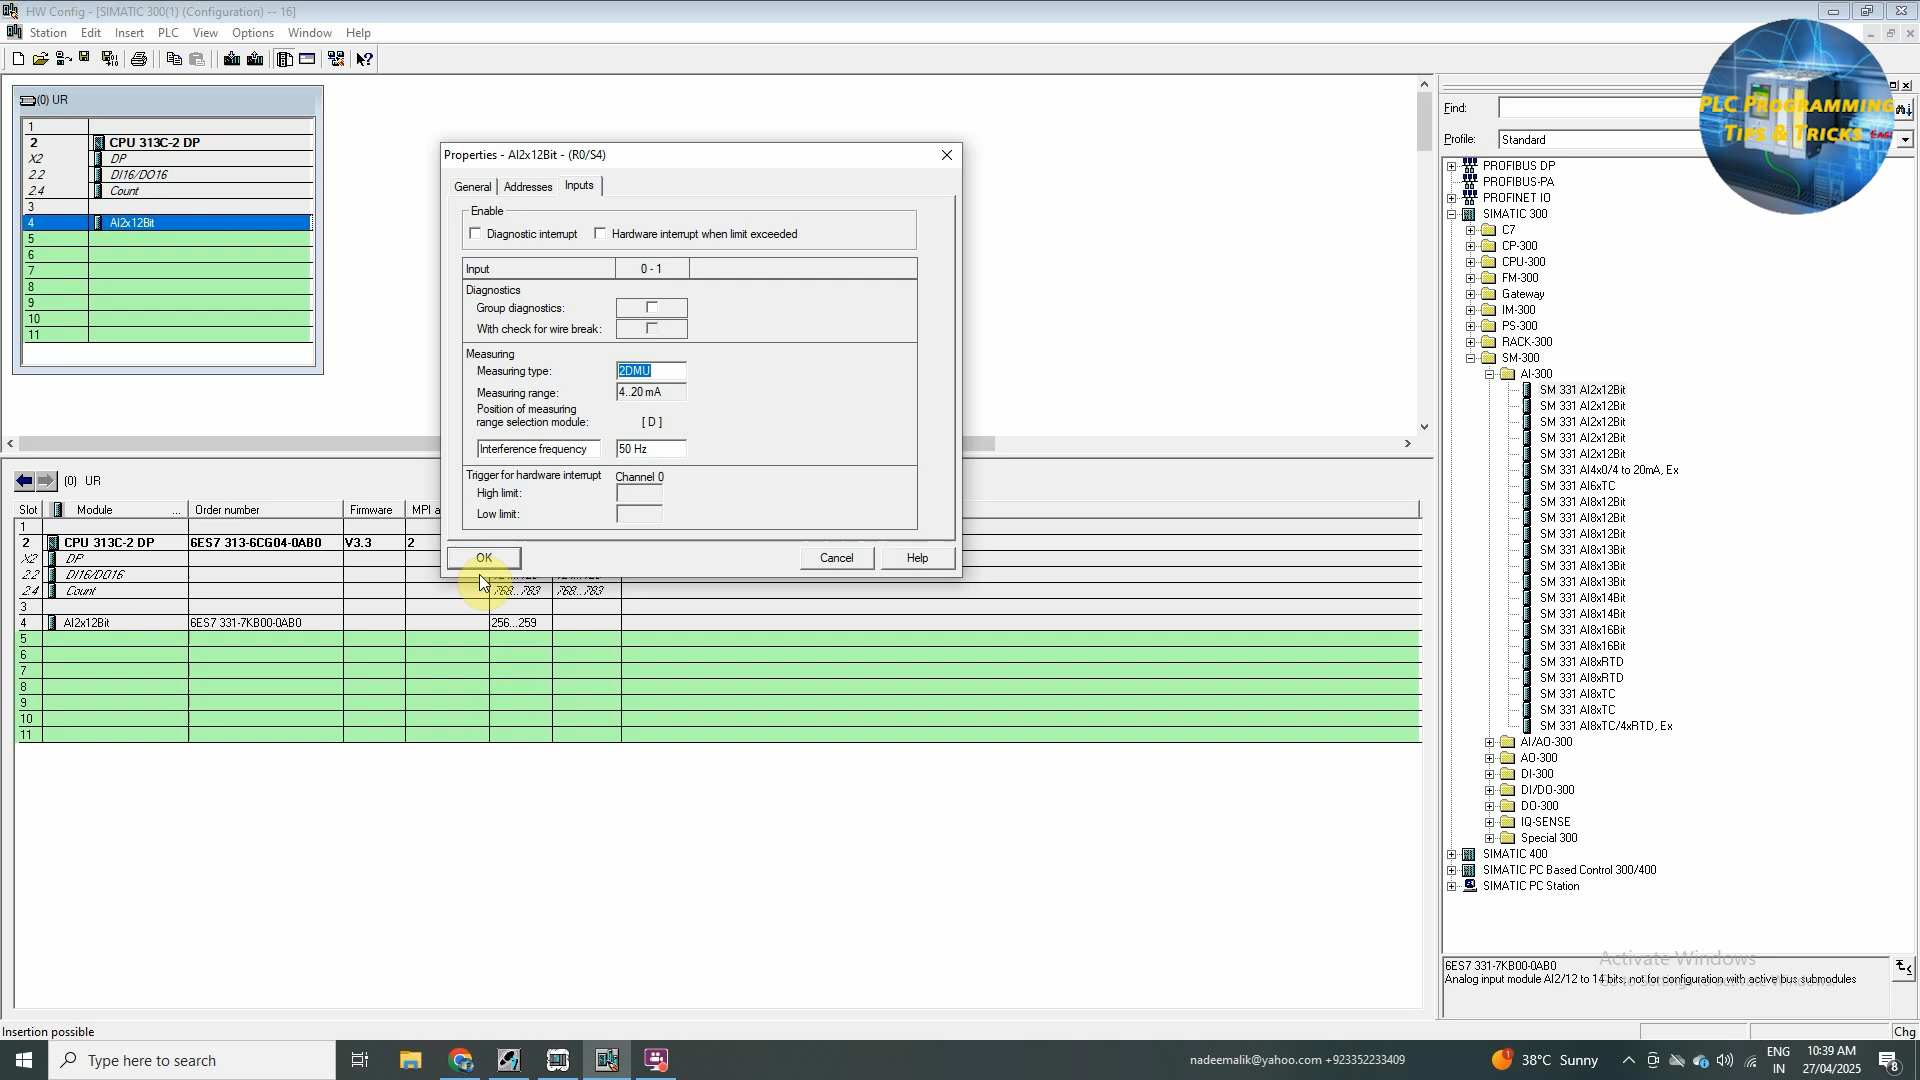 HW Config - [SIMATIC 300(1) (Configuration) -- 16]
Station Edit Insert PLC View Options Window Help
PLC PROGRAMMING
TIPS & TRICKS EASY
(0) UR
1
2 CPU 313C-2 DP
X2 DP
2.2 DI16/DO16
2.4 Count
3
4 AI2x12Bit
5
6
7
8
9
10
11
Properties - AI2x12Bit - (R0/S4)
General Addresses Inputs
Enable
Diagnostic interrupt Hardware interrupt when limit exceeded
Input 0 - 1
Diagnostics
Group diagnostics:
With check for wire break:
Measuring
Measuring type: 2DMU
Measuring range: 4..20 mA
Position of measuring
range selection module: [ D ]
Interference frequency 50 Hz
Trigger for hardware interrupt Channel 0
High limit:
Low limit:
OK Cancel Help
(0) UR
Slot Module ... Order number Firmware MPI a
1
2 CPU 313C-2 DP 6ES7 313-6CG04-0AB0 V3.3 2
X2 DP
2.2 DI16/DO16
2.4 Count 768...783 768...783
3
4 AI2x12Bit 6ES7 331-7KB00-0AB0 256...259
5
6
7
8
9
10
11
Find:
Profile: Standard
PROFIBUS DP
PROFIBUS-PA
PROFINET IO
SIMATIC 300
C7
CP-300
CPU-300
FM-300
Gateway
IM-300
PS-300
RACK-300
SM-300
AI-300
SM 331 AI2x12Bit
SM 331 AI2x12Bit
SM 331 AI2x12Bit
SM 331 AI2x12Bit
SM 331 AI2x12Bit
SM 331 AI4x0/4 to 20mA, Ex
SM 331 AI6xTC
SM 331 AI8x12Bit
SM 331 AI8x12Bit
SM 331 AI8x12Bit
SM 331 AI8x13Bit
SM 331 AI8x13Bit
SM 331 AI8x13Bit
SM 331 AI8x14Bit
SM 331 AI8x14Bit
SM 331 AI8x16Bit
SM 331 AI8x16Bit
SM 331 AI8xRTD
SM 331 AI8xRTD
SM 331 AI8xTC
SM 331 AI8xTC
SM 331 AI8xTC/4xRTD, Ex
AI/AO-300
AO-300
DI-300
DI/DO-300
DO-300
IQ-SENSE
Special 300
SIMATIC 400
SIMATIC PC Based Control 300/400
SIMATIC PC Station
Activate Windows
6ES7 331-7KB00-0AB0
Analog input module AI2/12 to 14 bits; not for configuration with active bus submodules
Insertion possible Chg
Type here to search
nadeemalik@yahoo.com +923352233409
1 38°C Sunny
ENG
IN
10:39 AM
27/04/2025
8